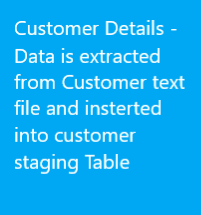 Customer Details -
Data is extracted
from Customer text
file and insterted
into customer
staging Table